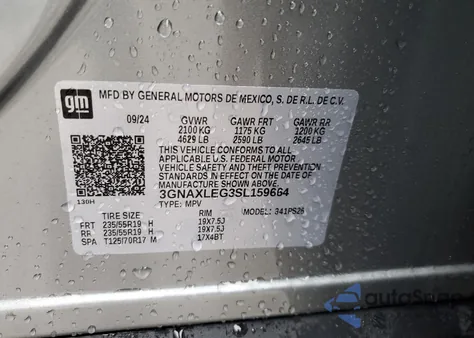 gm
MFD BY GENERAL MOTORS DE MEXICO, S. DE R.L. DE C.V.
09/24 GVWR GAWR FRT GAWR RR
2100 KG 1175 KG 1200 KG
4629 LB 2590 LB 2645 LB
THIS VEHICLE CONFORMS TO ALL
APPLICABLE U.S. FEDERAL MOTOR
VEHICLE SAFETY AND THEFT PREVENTION
STANDARDS IN EFFECT ON THE DATE OF
MANUFACTURE SHOWN ABOVE.
3GNAXLEG3SL159664
130H TYPE: MPV MODEL: 341PS26
TIRE SIZE RIM
FRT 235/55R19 H 19X7.5J
RR 235/55R19 H 19X7.5J
SPA T125/70R17 M 17X4BT